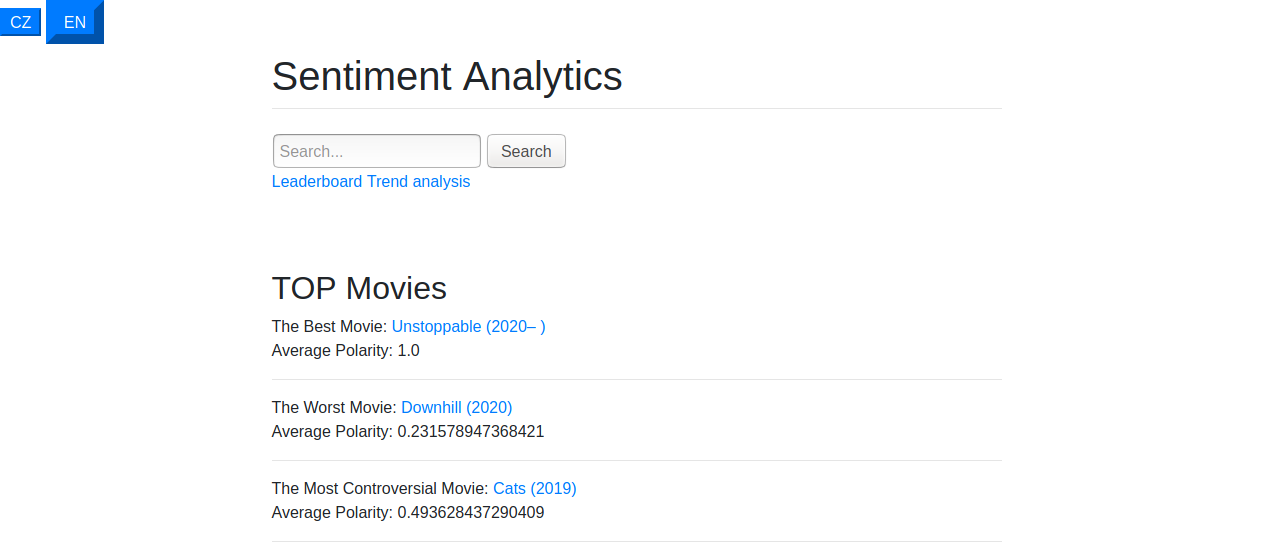 CZ EN
Sentiment Analytics
Search... Search
Leaderboard Trend analysis
TOP Movies
The Best Movie: Unstoppable (2020– )
Average Polarity: 1.0
The Worst Movie: Downhill (2020)
Average Polarity: 0.231578947368421
The Most Controversial Movie: Cats (2019)
Average Polarity: 0.493628437290409